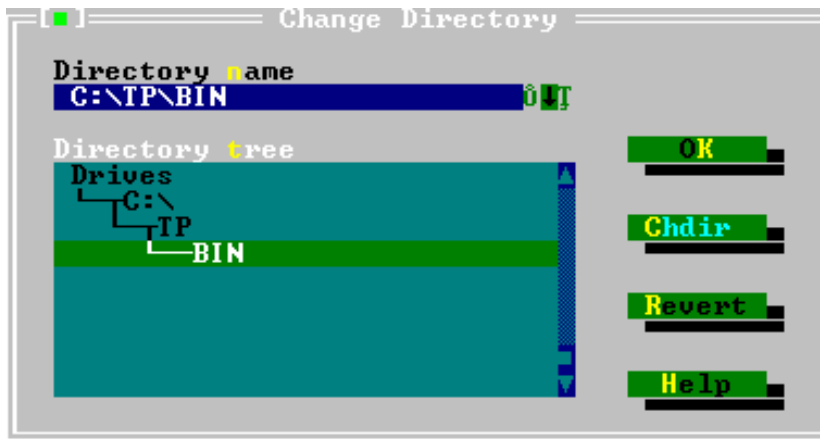 Change Directory
Directory name
C:\TP\BIN
Directory tree
Drives
C:\
TP
BIN
OK
Chdir
Revert
Help